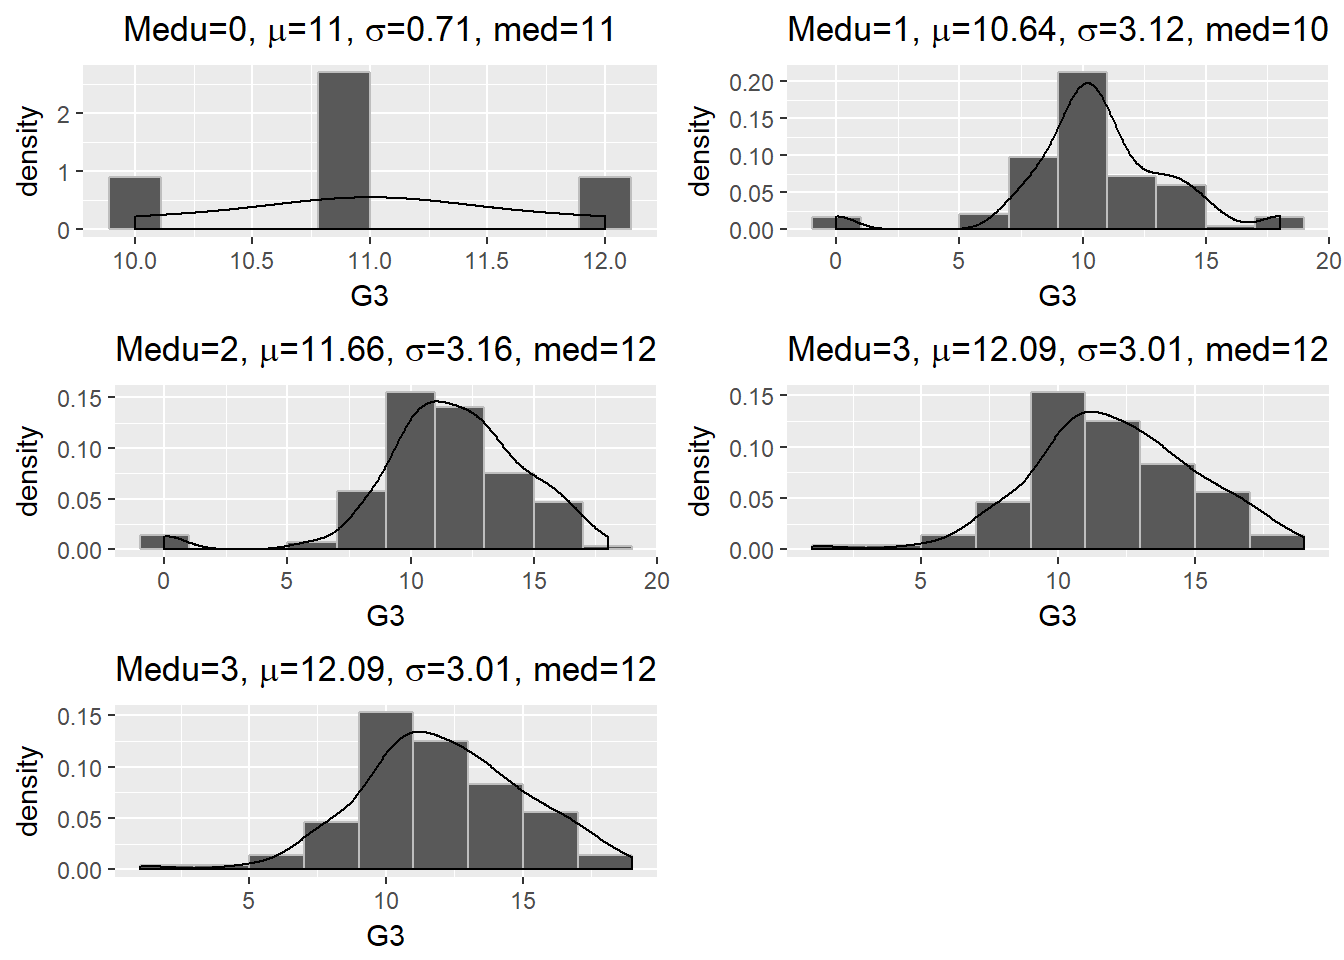 Medu=0, μ=11, σ=0.71, med=11
density
2
1
0
10.0 10.5 11.0 11.5 12.0
G3
Medu=1, μ=10.64, σ=3.12, med=10
density
0.20
0.15
0.10
0.05
0.00
0 5 10 15 20
G3
Medu=2, μ=11.66, σ=3.16, med=12
density
0.15
0.10
0.05
0.00
0 5 10 15 20
G3
Medu=3, μ=12.09, σ=3.01, med=12
density
0.15
0.10
0.05
0.00
5 10 15
G3
Medu=3, μ=12.09, σ=3.01, med=12
density
0.15
0.10
0.05
0.00
5 10 15
G3